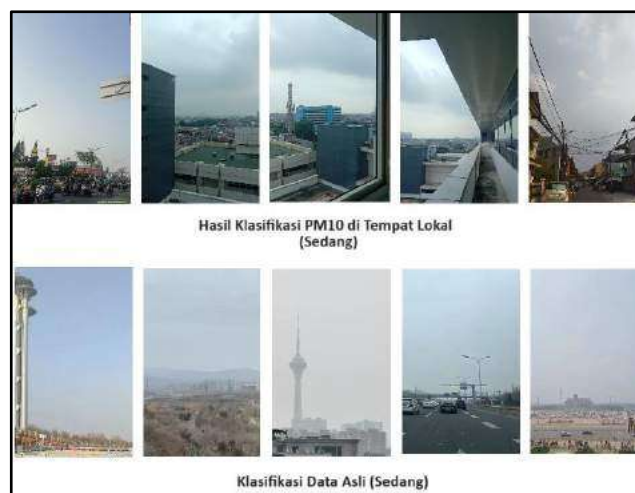 Hasil Klasifikasi PM10 di Tempat Lokal
(Sedang)
Klasifikasi Data Asli (Sedang)